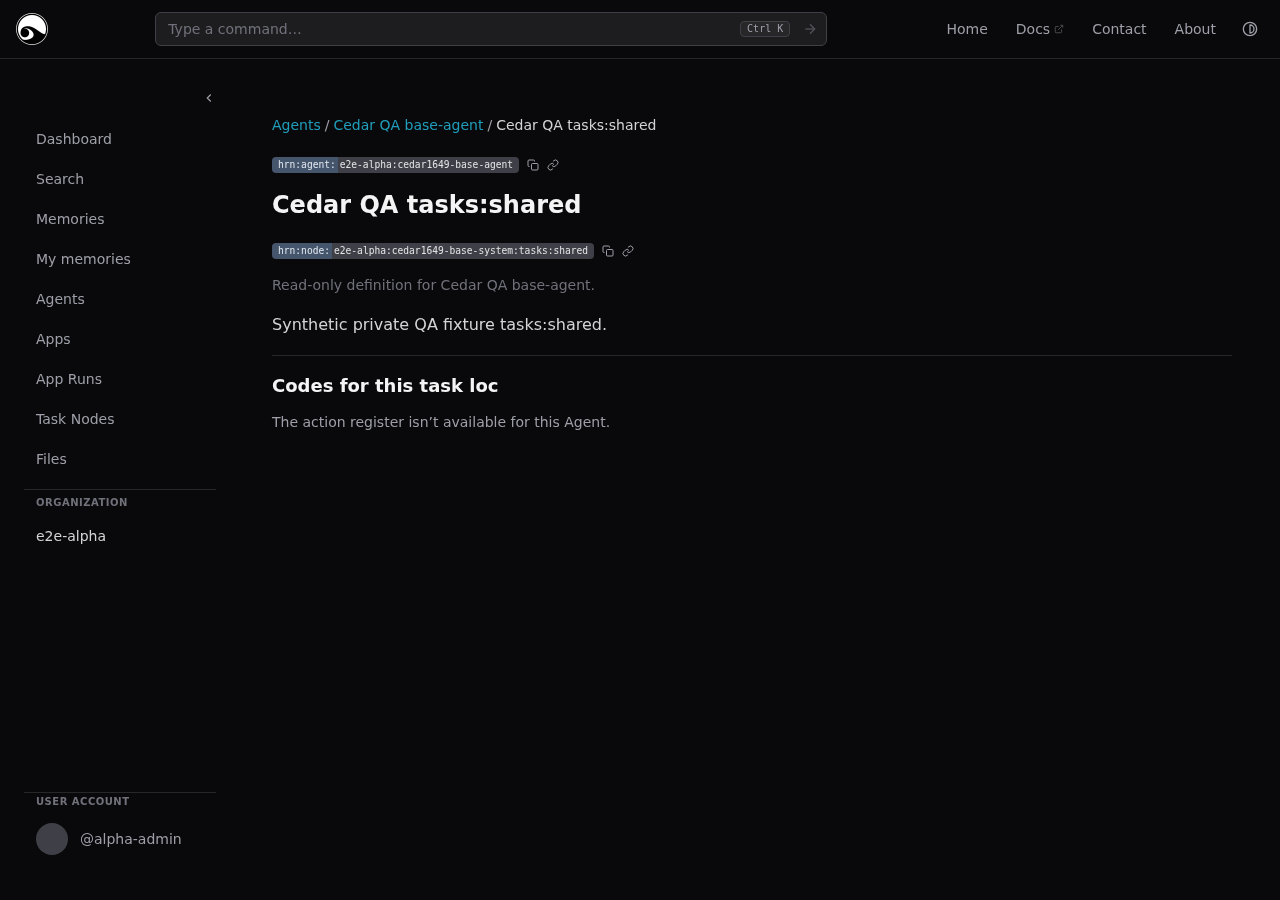 Type a command...
Ctrl K
Home
Docs
Contact
About
Dashboard
Search
Memories
My memories
Agents
Apps
App Runs
Task Nodes
Files
ORGANIZATION
e2e-alpha
USER ACCOUNT
@alpha-admin
Agents / Cedar QA base-agent / Cedar QA tasks:shared
hrn:agent: e2e-alpha:cedar1649-base-agent
Cedar QA tasks:shared
hrn:node: e2e-alpha:cedar1649-base-system:tasks:shared
Read-only definition for Cedar QA base-agent.
Synthetic private QA fixture tasks:shared.
Codes for this task loc
The action register isn’t available for this Agent.